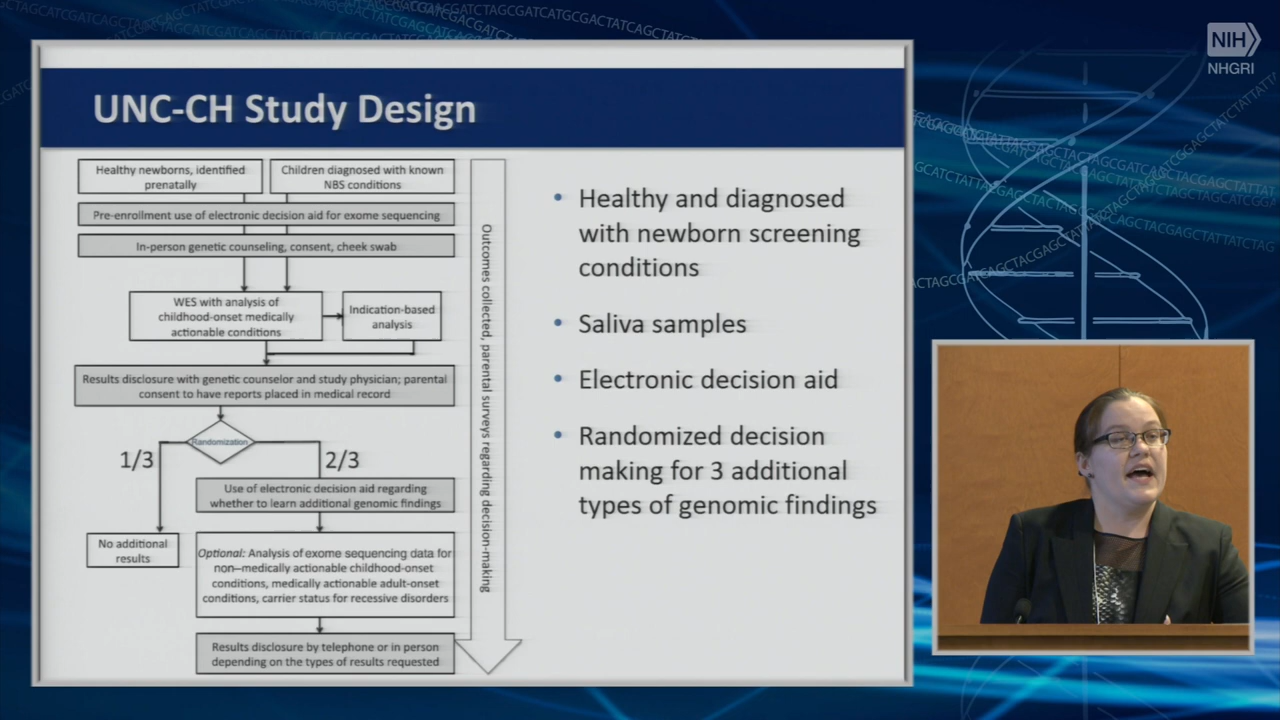 UNC-CH Study Design
Healthy newborns, identified
prenatally
Children diagnosed with known
NBS conditions
Pre-enrollment use of electronic decision aid for exome sequencing
In-person genetic counseling, consent, cheek swab
WES with analysis of
childhood-onset medically
actionable conditions
Indication-based
analysis
Results disclosure with genetic counselor and study physician; parental
consent to have reports placed in medical record
Randomization
1/3
2/3
Use of electronic decision aid regarding
whether to learn additional genomic findings
No additional
results
Optional: Analysis of exome sequencing data for
non–medically actionable childhood-onset
conditions, medically actionable adult-onset
conditions, carrier status for recessive disorders
Results disclosure by telephone or in person
depending on the types of results requested
Outcomes collected, parental surveys regarding decision-making
• Healthy and diagnosed
with newborn screening
conditions
• Saliva samples
• Electronic decision aid
• Randomized decision
making for 3 additional
types of genomic findings
NIH
NHGRI